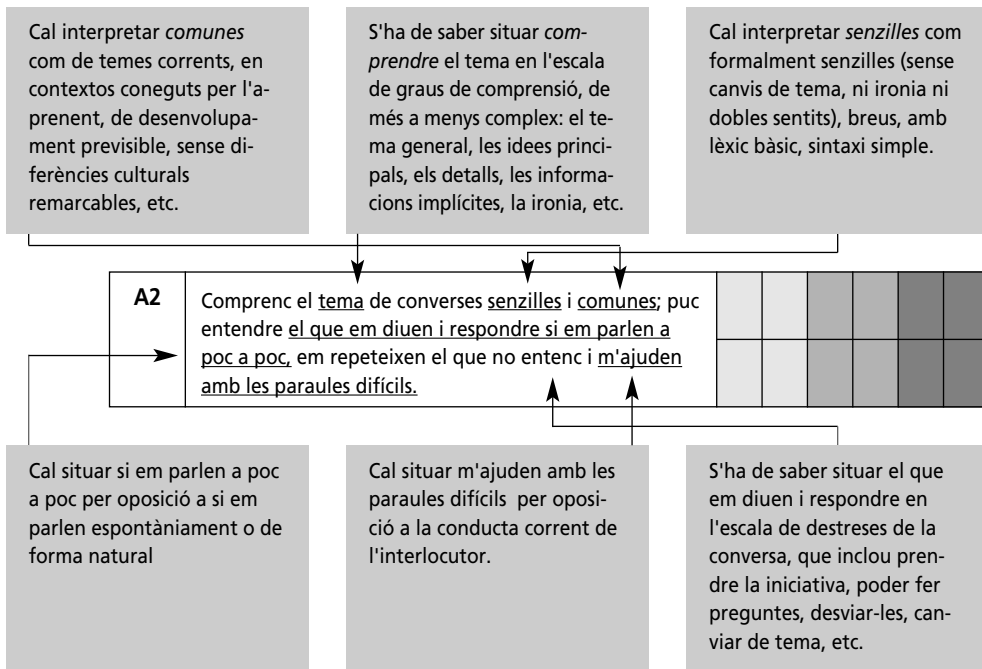 Cal interpretar comunes
com de temes corrents, en
contextos coneguts per l'a-
prenent, de desenvolupa-
ment previsible, sense di-
ferències culturals
remarcables, etc.
S'ha de saber situar com-
prendre el tema en l'escala
de graus de comprensió, de
més a menys complex: el te-
ma general, les idees princi-
pals, els detalls, les informa-
cions implícites, la ironia, etc.
Cal interpretar senzilles com
formalment senzilles (sense
canvis de tema, ni ironia ni
dobles sentits), breus, amb
lèxic bàsic, sintaxi simple.
A2
Comprenc el tema de converses senzilles i comunes; puc
entendre el que em diuen i respondre si em parlen a
poc a poc, em repeteixen el que no entenc i m'ajuden
amb les paraules difícils.
Cal situar si em parlen a poc
a poc per oposició a si em
parlen espontàniament o de
forma natural
Cal situar m'ajuden amb les
paraules difícils per oposi-
ció a la conducta corrent de
l'interlocutor.
S'ha de saber situar el que
em diuen i respondre en
l'escala de destreses de la
conversa, que inclou pren-
dre la iniciativa, poder fer
preguntes, desviar-les, can-
viar de tema, etc.